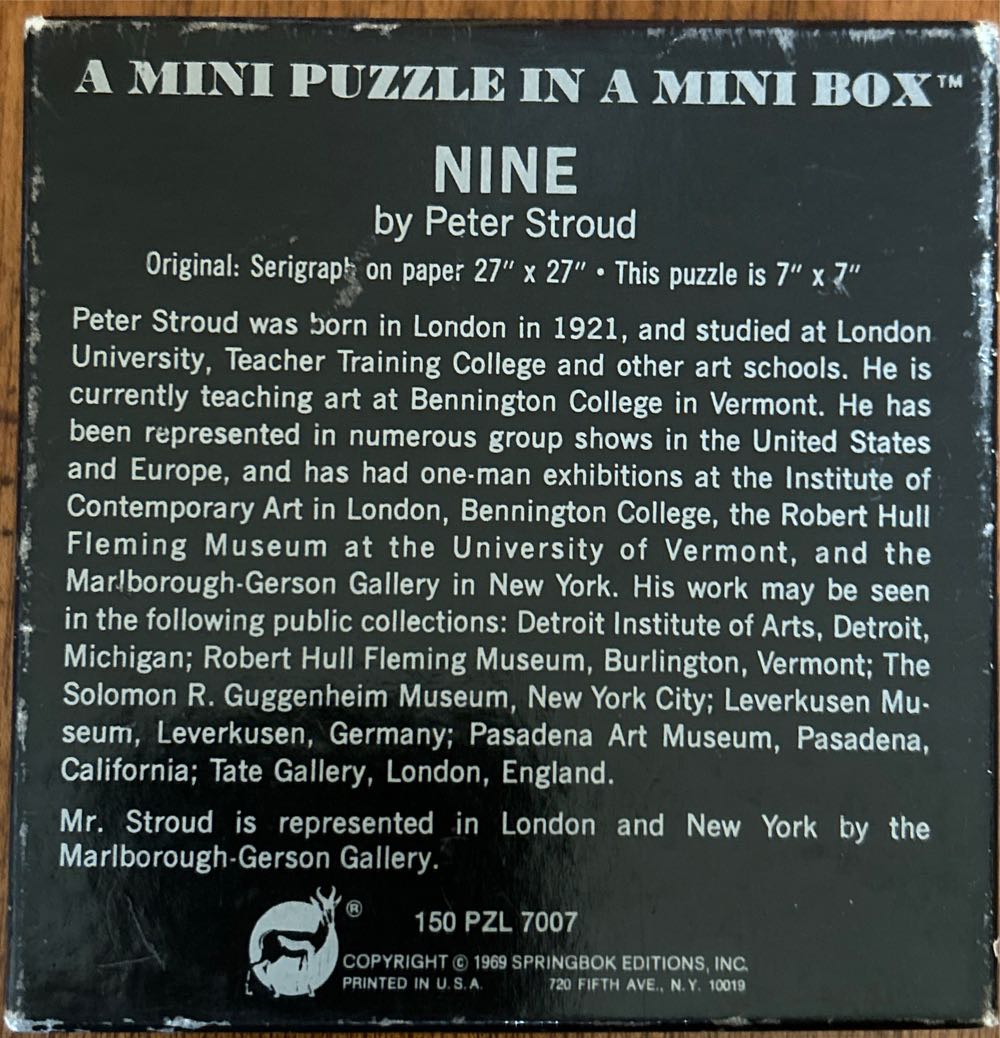 A MINI PUZZLE IN A MINI BOX™
NINE
by Peter Stroud
Original: Serigraph on paper 27" x 27" • This puzzle is 7" x 7"
Peter Stroud was born in London in 1921, and studied at London
University, Teacher Training College and other art schools. He is
currently teaching art at Bennington College in Vermont. He has
been represented in numerous group shows in the United States
and Europe, and has had one-man exhibitions at the Institute of
Contemporary Art in London, Bennington College, the Robert Hull
Fleming Museum at the University of Vermont, and the
Marlborough-Gerson Gallery in New York. His work may be seen
in the following public collections: Detroit Institute of Arts, Detroit,
Michigan; Robert Hull Fleming Museum, Burlington, Vermont; The
Solomon R. Guggenheim Museum, New York City; Leverkusen Mu-
seum, Leverkusen, Germany; Pasadena Art Museum, Pasadena,
California; Tate Gallery, London, England.
Mr. Stroud is represented in London and New York by the
Marlborough-Gerson Gallery.
®
150 PZL 7007
COPYRIGHT © 1969 SPRINGBOK EDITIONS, INC.
PRINTED IN U.S.A. 720 FIFTH AVE., N.Y. 10019